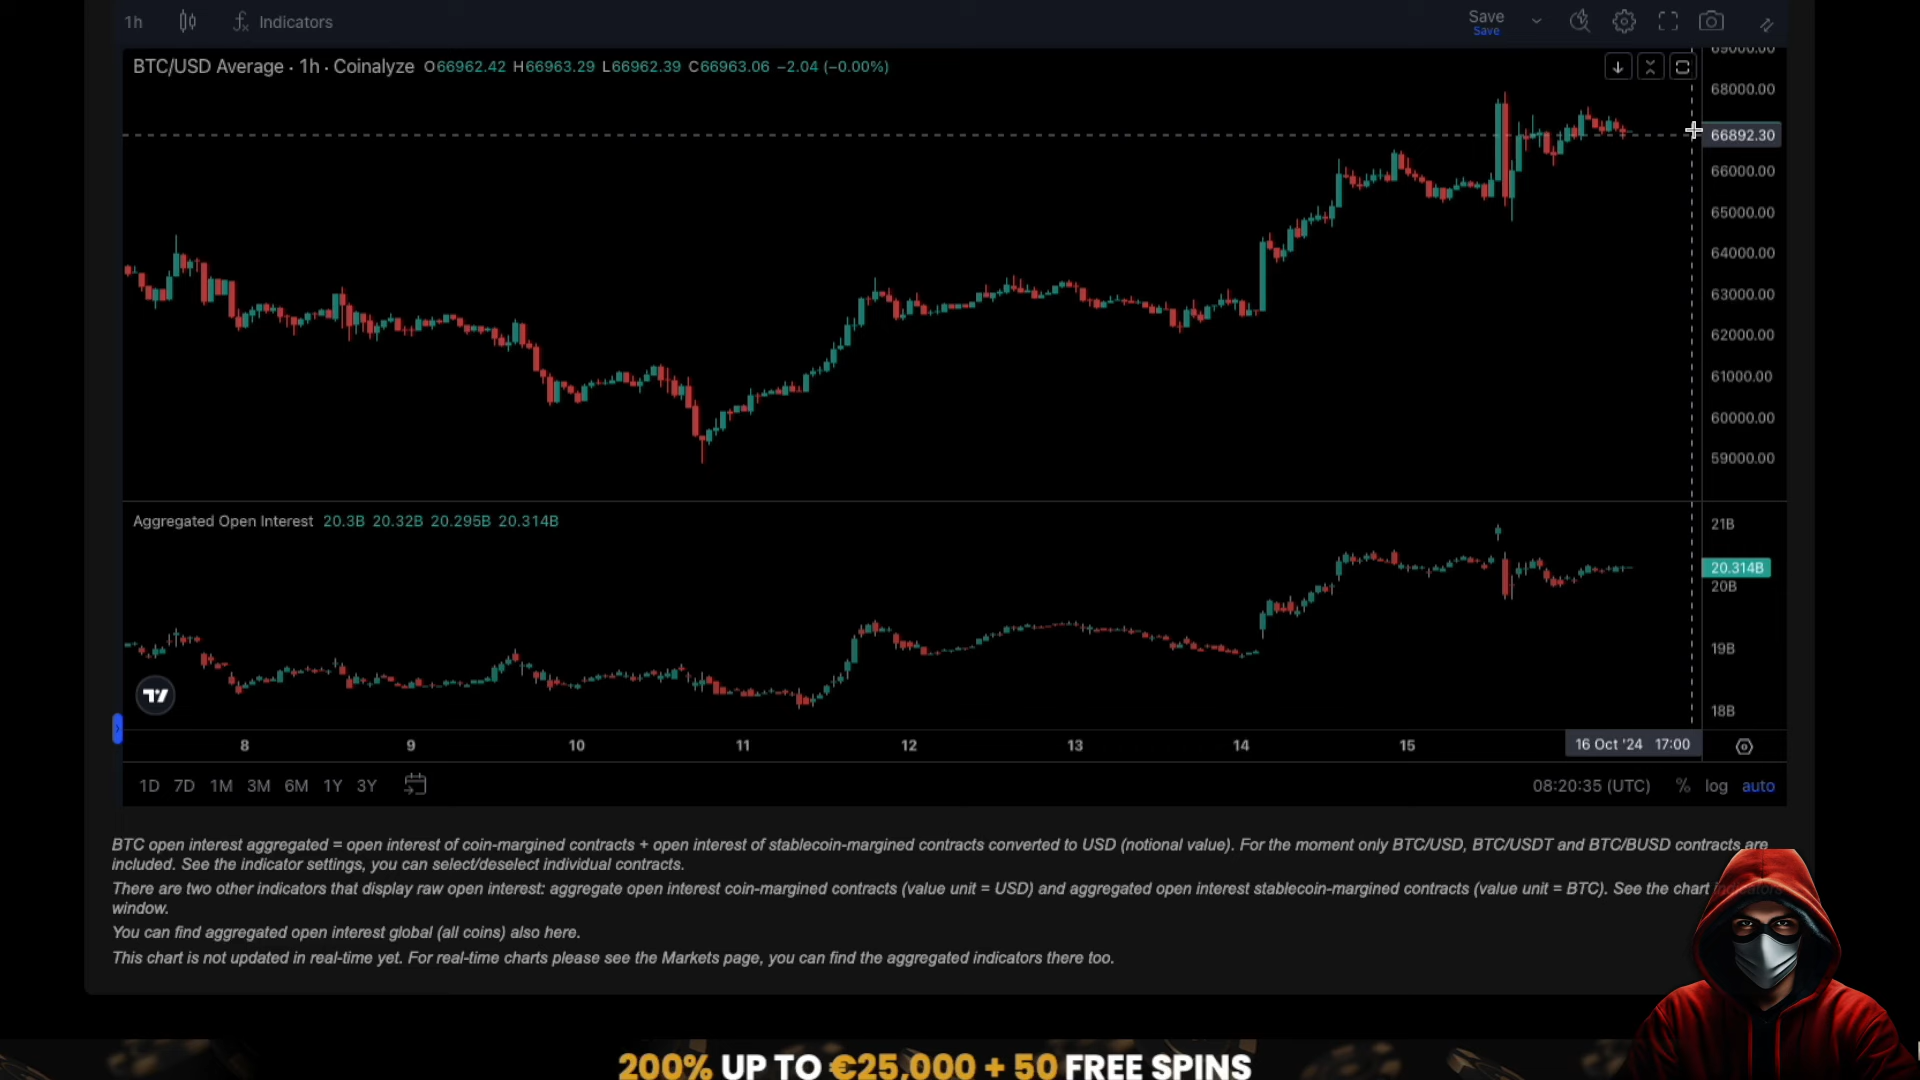 1h Indicators Save
Save
69000.00
BTC/USD Average · 1h · Coinalyze O66962.42 H66963.29 L66962.39 C66963.06 −2.04 (−0.00%)
68000.00
66892.30
66000.00
65000.00
64000.00
63000.00
62000.00
61000.00
60000.00
59000.00
Aggregated Open Interest 20.3B 20.32B 20.295B 20.314B
21B
20.314B
20B
19B
18B
8 9 10 11 12 13 14 15 16 Oct '24 17:00
1D 7D 1M 3M 6M 1Y 3Y 08:20:35 (UTC) % log auto
BTC open interest aggregated = open interest of coin-margined contracts + open interest of stablecoin-margined contracts converted to USD (notional value). For the moment only BTC/USD, BTC/USDT and BTC/BUSD contracts are
included. See the indicator settings, you can select/deselect individual contracts.
There are two other indicators that display raw open interest: aggregate open interest coin-margined contracts (value unit = USD) and aggregated open interest stablecoin-margined contracts (value unit = BTC). See the chart indicators
window.
You can find aggregated open interest global (all coins) also here.
This chart is not updated in real-time yet. For real-time charts please see the Markets page, you can find the aggregated indicators there too.
200% UP TO €25,000 + 50 FREE SPINS